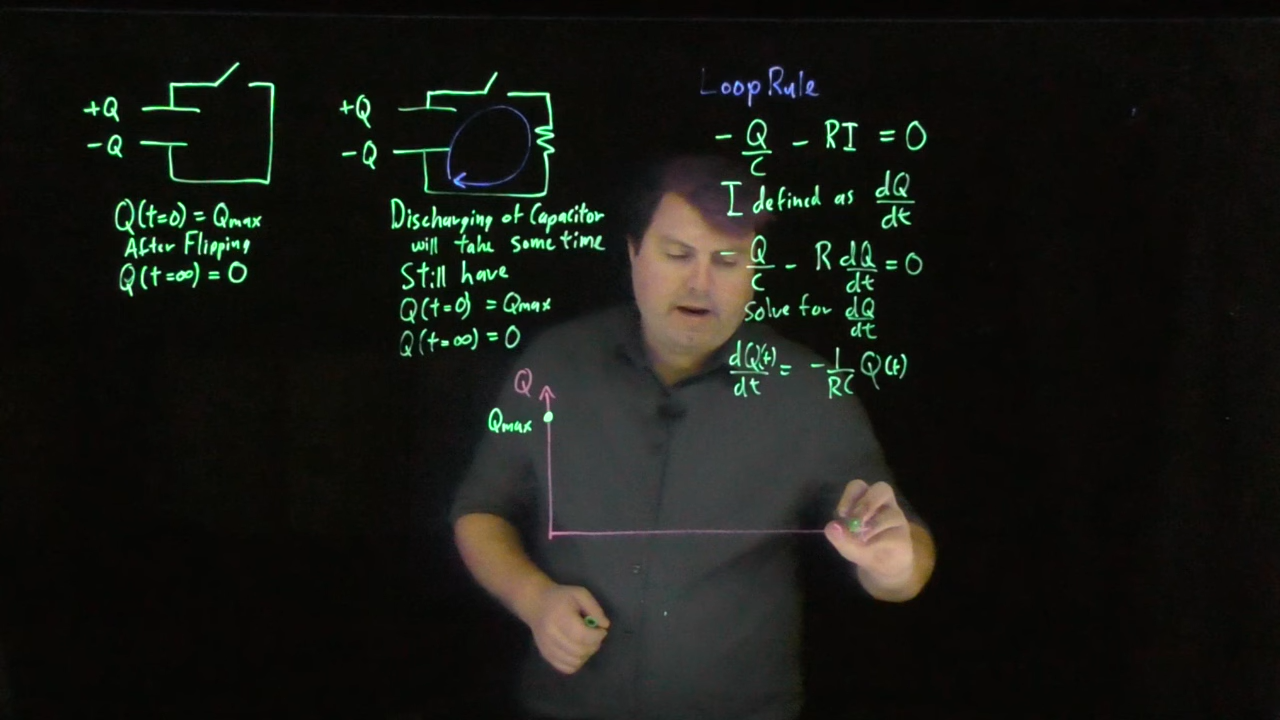 +Q
-Q
Q(t=0) = Qmax
After Flipping
Q(t=∞) = 0
+Q
-Q
Discharging of Capacitor
will take some time
Still have
Q(t=0) = Qmax
Q(t=∞) = 0
Q
Qmax
Loop Rule
- Q/C - RI = 0
I defined as dQ/dt
- Q/C - R dQ/dt = 0
Solve for dQ/dt
dQ(t)/dt = - 1/RC Q(t)